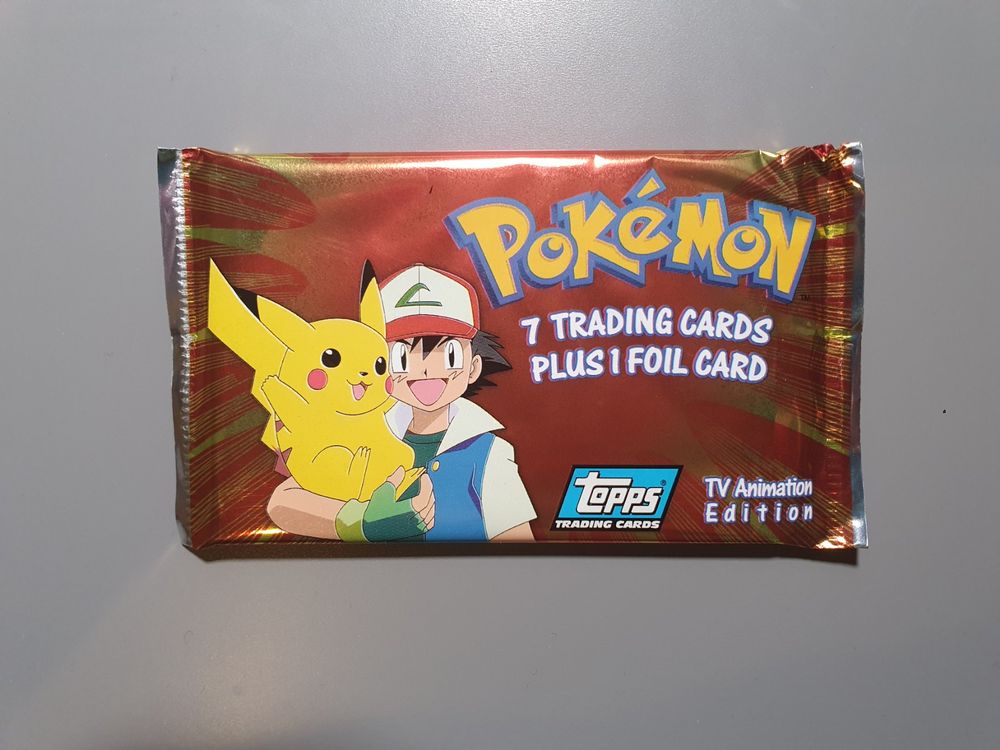 POKéMON
™
7 TRADING CARDS
PLUS 1 FOIL CARD
topps®
TRADING CARDS
TV Animation
Edition